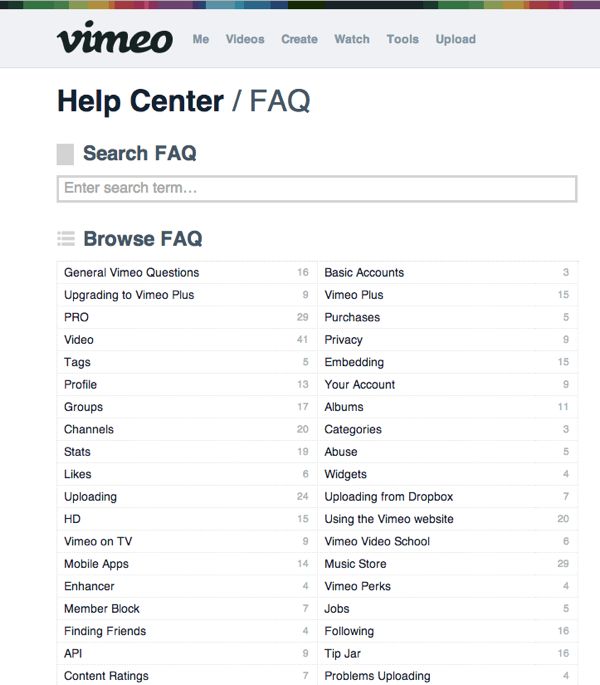 vimeo Me Videos Create Watch Tools Upload
Help Center / FAQ
Search FAQ
Enter search term...
Browse FAQ
General Vimeo Questions 16 Basic Accounts 3
Upgrading to Vimeo Plus 9 Vimeo Plus 15
PRO 29 Purchases 5
Video 41 Privacy 9
Tags 5 Embedding 15
Profile 13 Your Account 9
Groups 17 Albums 11
Channels 20 Categories 3
Stats 19 Abuse 5
Likes 6 Widgets 4
Uploading 24 Uploading from Dropbox 7
HD 15 Using the Vimeo website 20
Vimeo on TV 9 Vimeo Video School 6
Mobile Apps 14 Music Store 29
Enhancer 4 Vimeo Perks 4
Member Block 7 Jobs 5
Finding Friends 4 Following 16
API 9 Tip Jar 16
Content Ratings 7 Problems Uploading 4